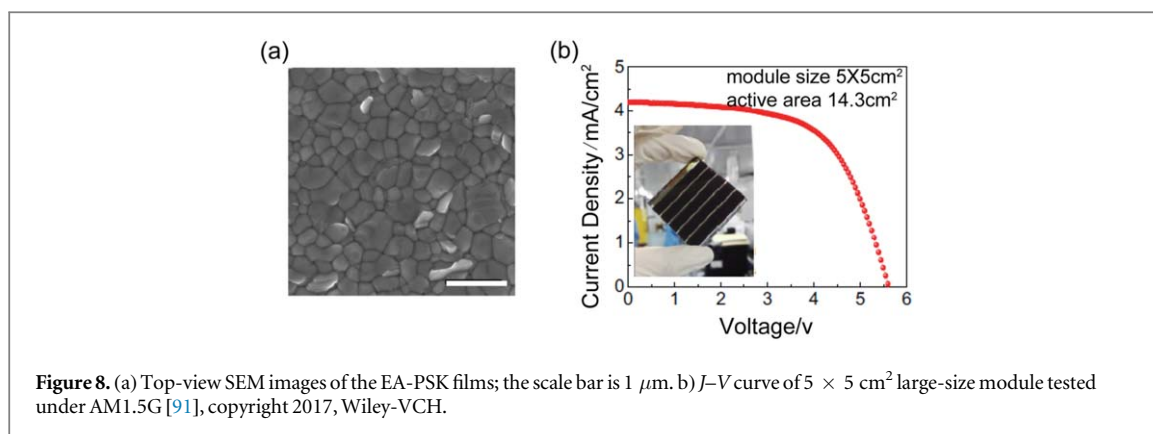 (a)
(b)
5
4
3
2
1
0
Current Density/mA/cm²
module size 5X5cm²
active area 14.3cm²
0 1 2 3 4 5 6
Voltage/v
Figure 8. (a) Top-view SEM images of the EA-PSK films; the scale bar is 1 μm. b) J–V curve of 5 × 5 cm² large-size module tested
under AM1.5G [91], copyright 2017, Wiley-VCH.